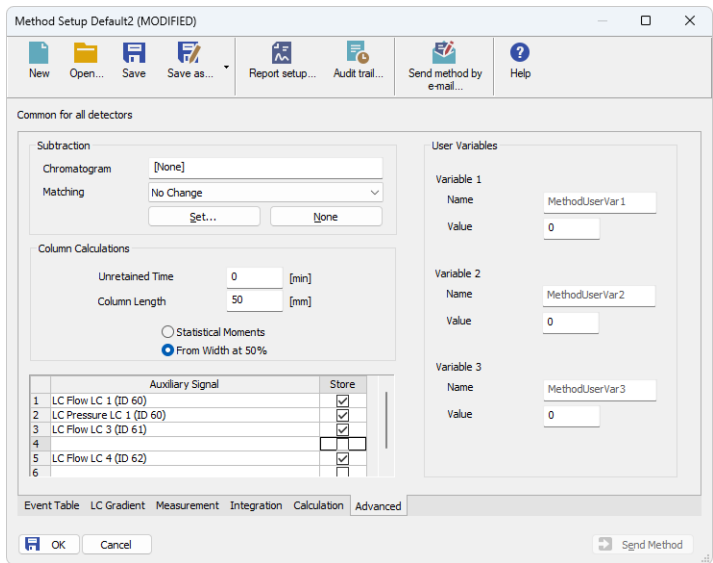 Method Setup Default2 (MODIFIED)
New Open... Save Save as... Report setup... Audit trail... Send method by e-mail... Help
Common for all detectors
Subtraction
Chromatogram [None]
Matching No Change
Set... None
Column Calculations
Unretained Time 0 [min]
Column Length 50 [mm]
Statistical Moments
From Width at 50%
Auxiliary Signal Store
1 LC Flow LC 1 (ID 60)
2 LC Pressure LC 1 (ID 60)
3 LC Flow LC 3 (ID 61)
4
5 LC Flow LC 4 (ID 62)
6
User Variables
Variable 1
Name MethodUserVar1
Value 0
Variable 2
Name MethodUserVar2
Value 0
Variable 3
Name MethodUserVar3
Value 0
Event Table LC Gradient Measurement Integration Calculation Advanced
OK Cancel Send Method